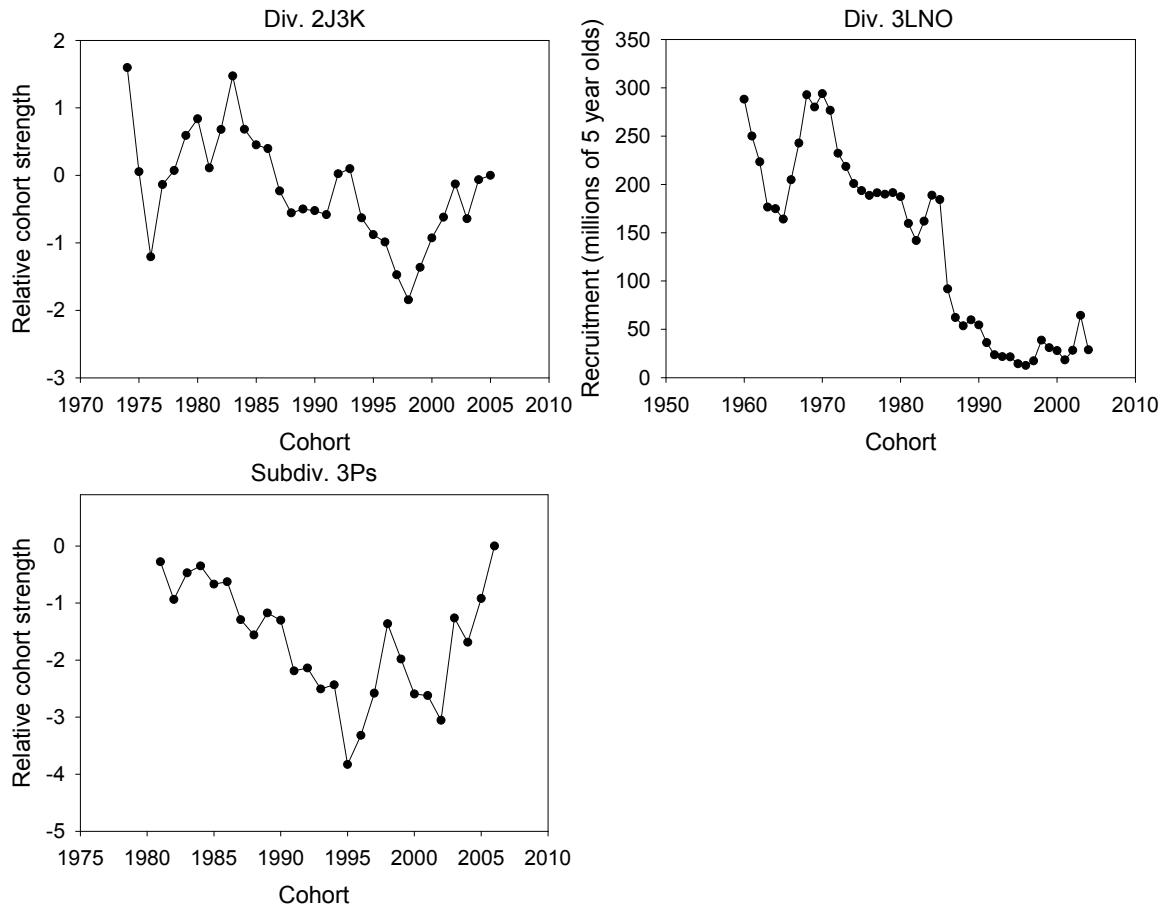 Div. 2J3K
Relative cohort strength
2
1
0
-1
-2
-3
1970 1975 1980 1985 1990 1995 2000 2005 2010
Cohort
Div. 3LNO
Recruitment (millions of 5 year olds)
350
300
250
200
150
100
50
0
1950 1960 1970 1980 1990 2000 2010
Cohort
Subdiv. 3Ps
Relative cohort strength
0
-1
-2
-3
-4
-5
1975 1980 1985 1990 1995 2000 2005 2010
Cohort